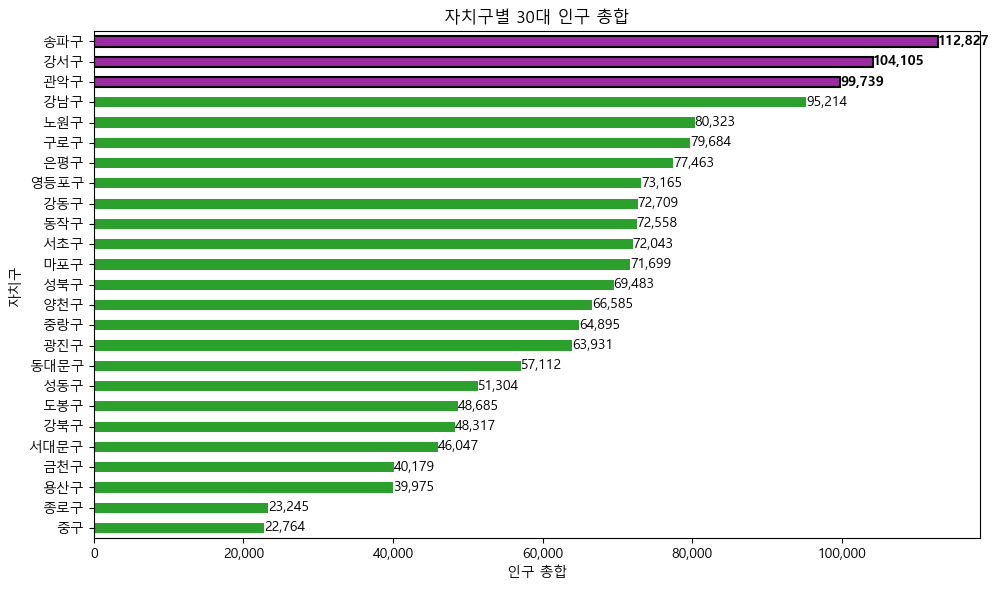 자치구별 30대 인구 총합
자치구
송파구 112,827
강서구 104,105
관악구 99,739
강남구 95,214
노원구 80,323
구로구 79,684
은평구 77,463
영등포구 73,165
강동구 72,709
동작구 72,558
서초구 72,043
마포구 71,699
성북구 69,483
양천구 66,585
중랑구 64,895
광진구 63,931
동대문구 57,112
성동구 51,304
도봉구 48,685
강북구 48,317
서대문구 46,047
금천구 40,179
용산구 39,975
종로구 23,245
중구 22,764
0 20,000 40,000 60,000 80,000 100,000
인구 총합